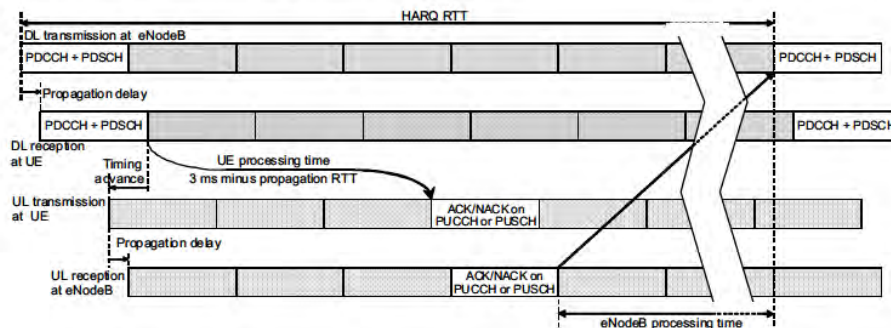 HARQ RTT
DL transmission at eNodeB
PDCCH + PDSCH
PDCCH + PDSCH
Propagation delay
PDCCH + PDSCH
PDCCH + PDSCH
DL reception
at UE
Timing
advance
UE processing time
3 ms minus propagation RTT
UL transmission
at UE
ACK/NACK on
PUCCH or PUSCH
Propagation delay
UL reception
at eNodeB
ACK/NACK on
PUCCH or PUSCH
eNodeB processing time